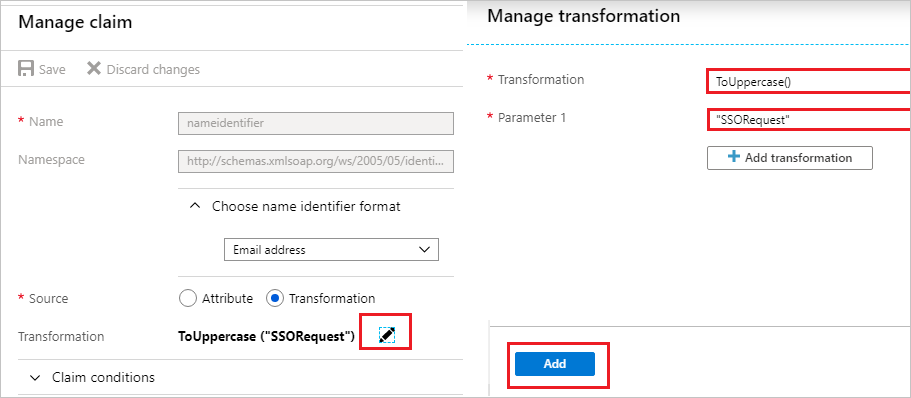 Manage claim
Save Discard changes
* Name nameidentifier
Namespace http://schemas.xmlsoap.org/ws/2005/05/identi...
Choose name identifier format
Email address
* Source Attribute Transformation
Transformation ToUppercase ("SSORequest")
Claim conditions
Manage transformation
* Transformation ToUppercase()
* Parameter 1 "SSORequest"
+ Add transformation
Add